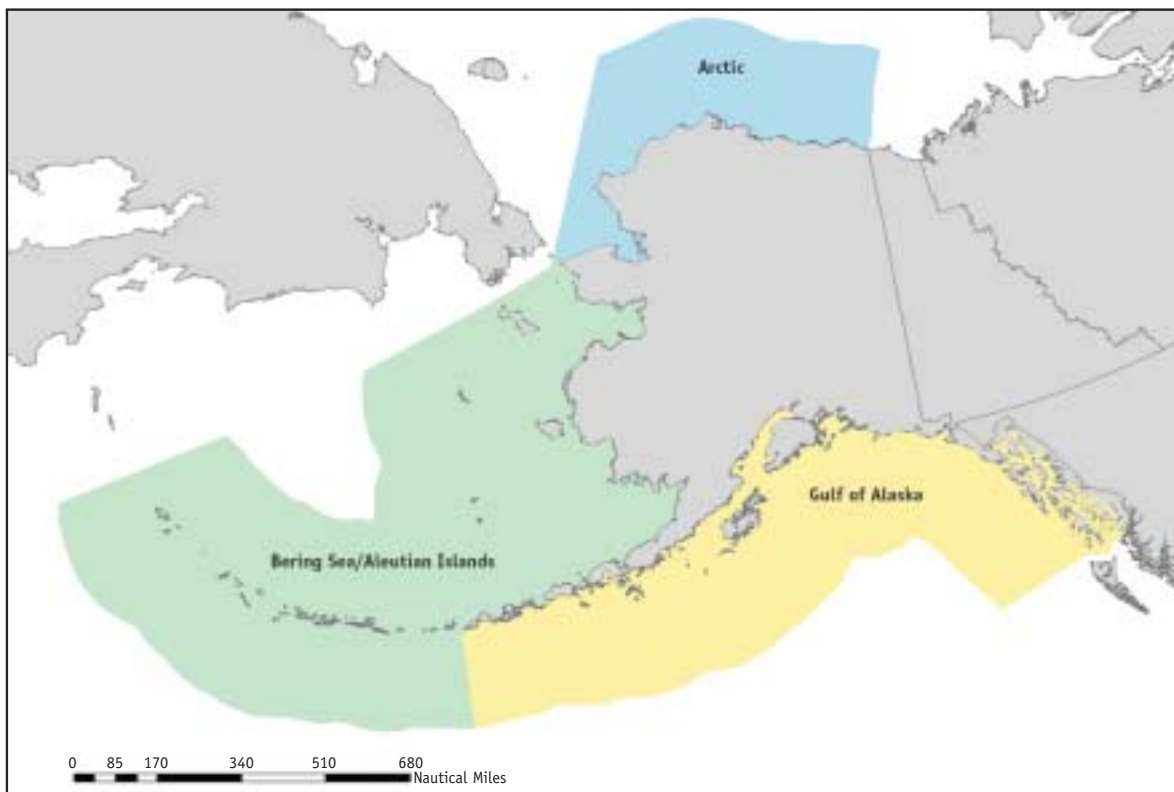 Arctic
Gulf of Alaska
Bering Sea/Aleutian Islands
0 85 170 340 510 680
Nautical Miles